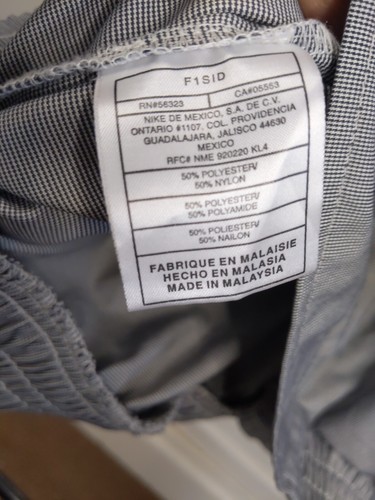 F1SID
RN#56323 CA#05553
NIKE DE MEXICO, S.A. DE C.V.
ONTARIO #1107, COL. PROVIDENCIA
GUADALAJARA, JALISCO 44630
MEXICO
RFC# NME 920220 KL4
50% POLYESTER/
50% NYLON
50% POLYESTER/
50% POLYAMIDE
50% POLIESTER/
50% NAILON
FABRIQUE EN MALAISIE
HECHO EN MALASIA
MADE IN MALAYSIA